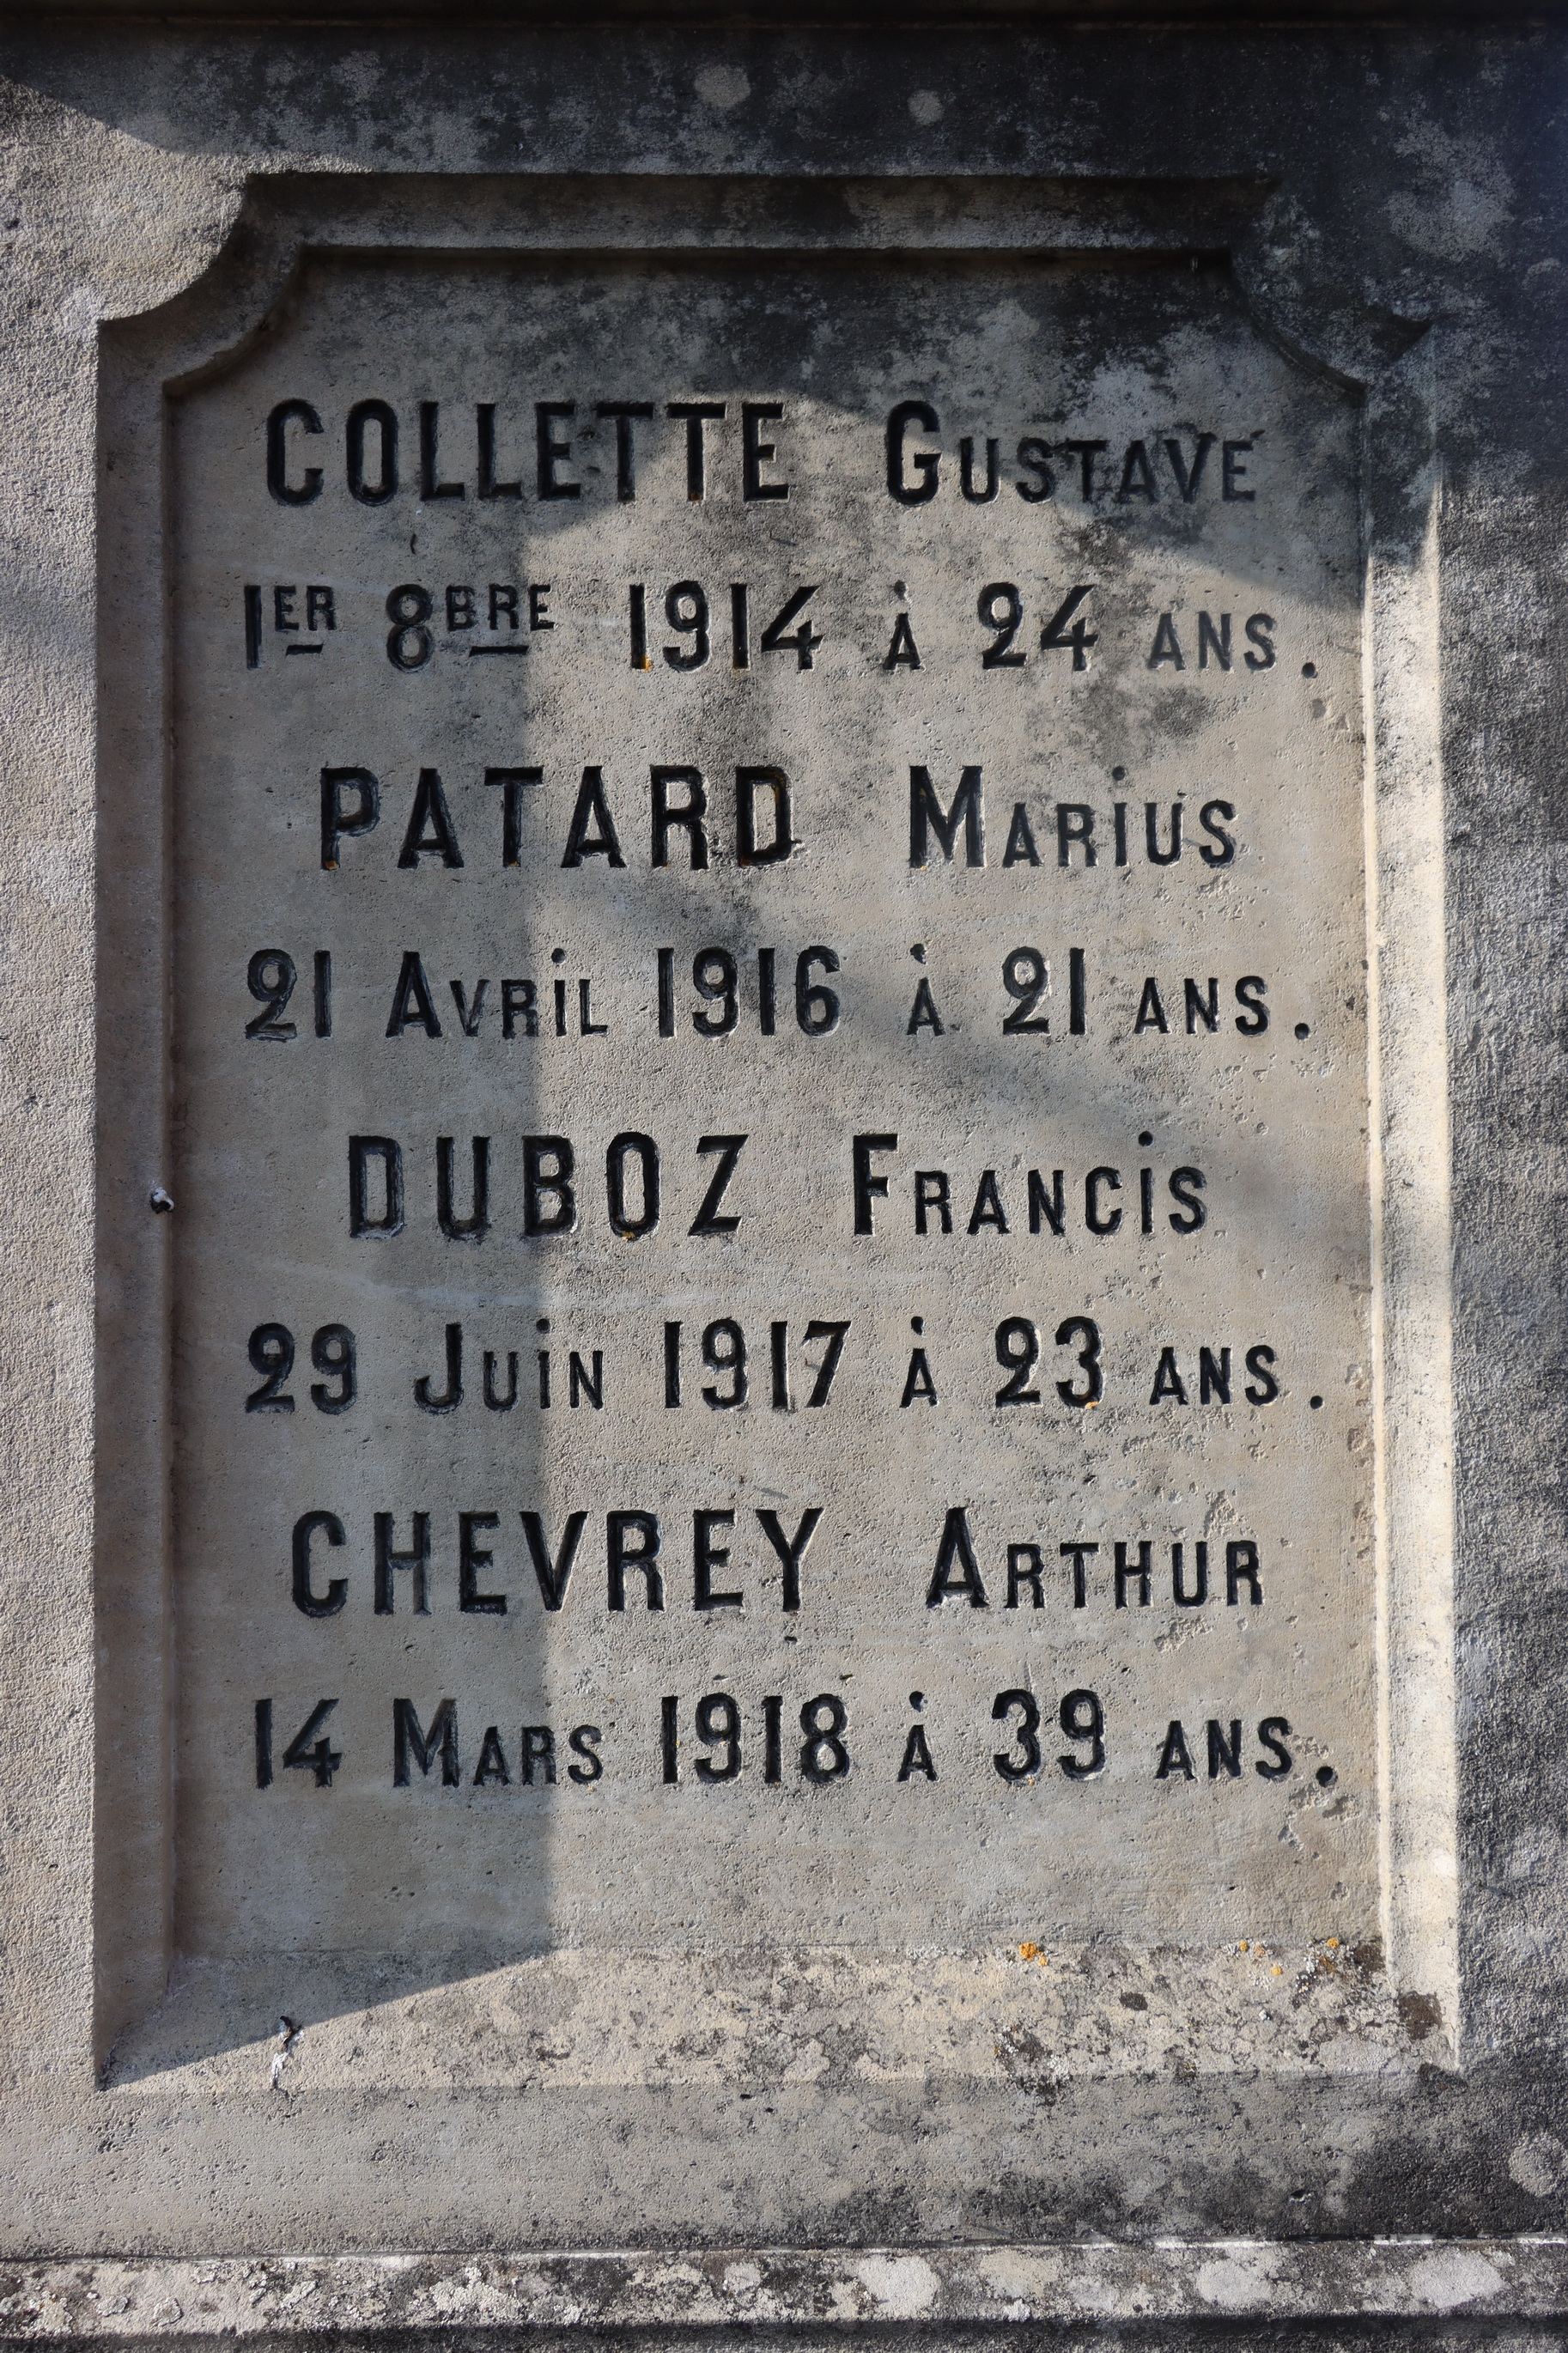 COLLETTE GUSTAVE
1ER 8BRE 1914 À 24 ANS.
PATARD MARIUS
21 AVRIL 1916 À 21 ANS.
DUBOZ FRANCIS
29 JUIN 1917 À 23 ANS.
CHEVREY ARTHUR
14 MARS 1918 À 39 ANS.